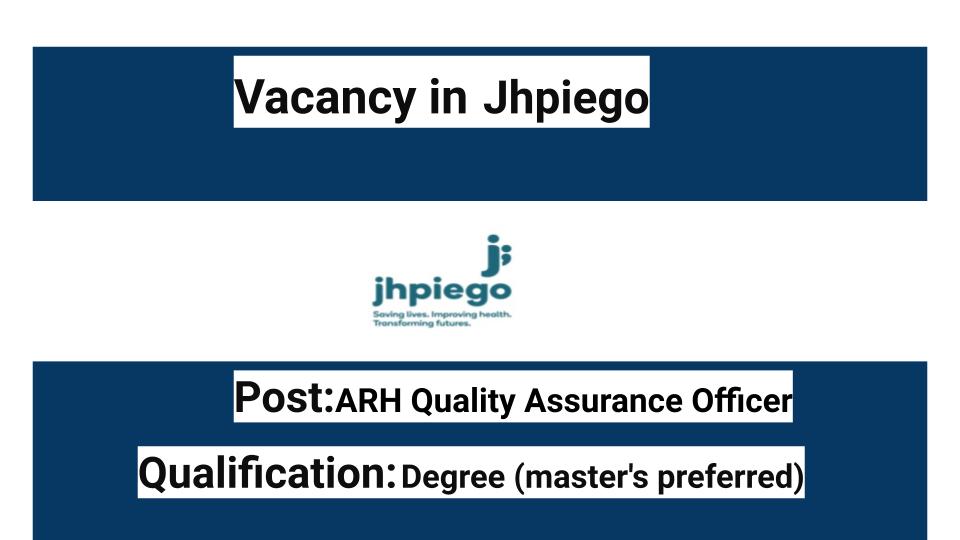 Vacancy in Jhpiego
jhpiego
Saving lives. Improving health.
Transforming futures.
Post:ARH Quality Assurance Officer
Qualification:Degree (master's preferred)